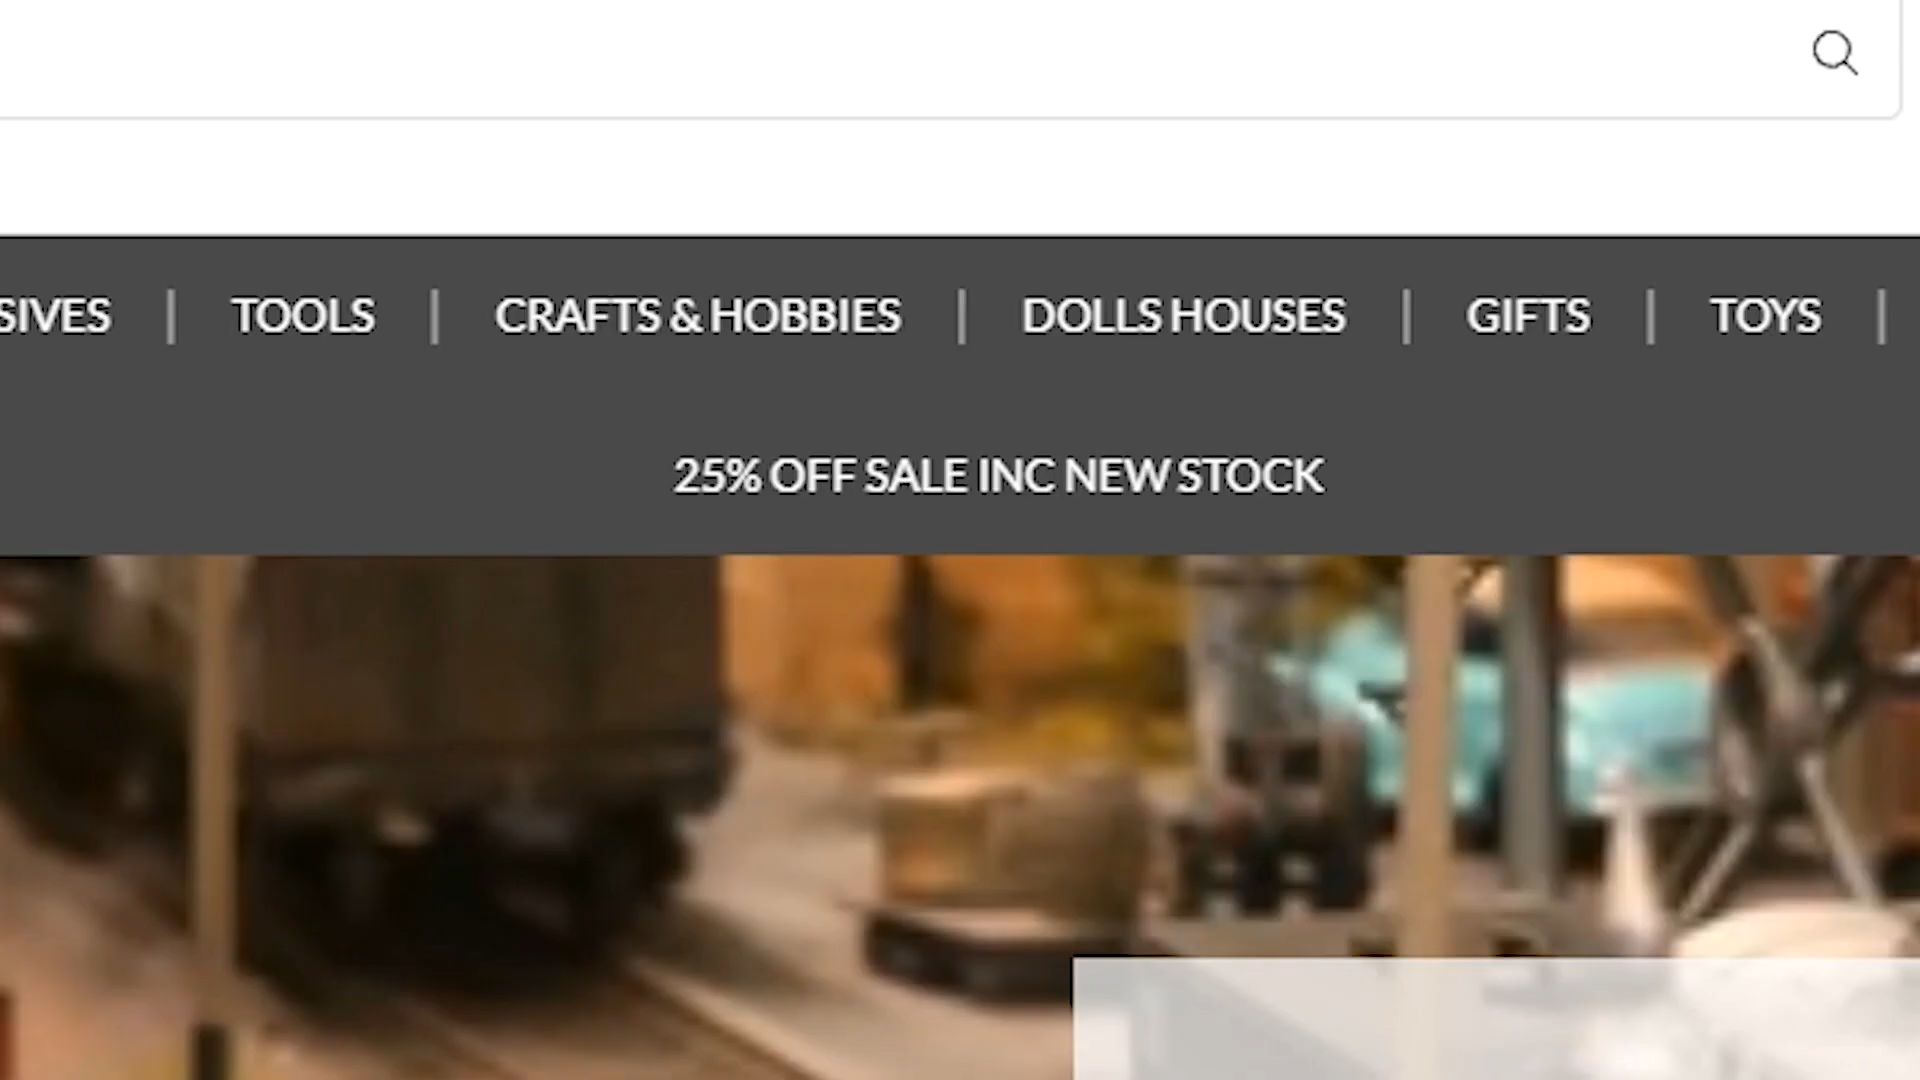 SIVES | TOOLS | CRAFTS & HOBBIES | DOLLS HOUSES | GIFTS | TOYS |
25% OFF SALE INC NEW STOCK